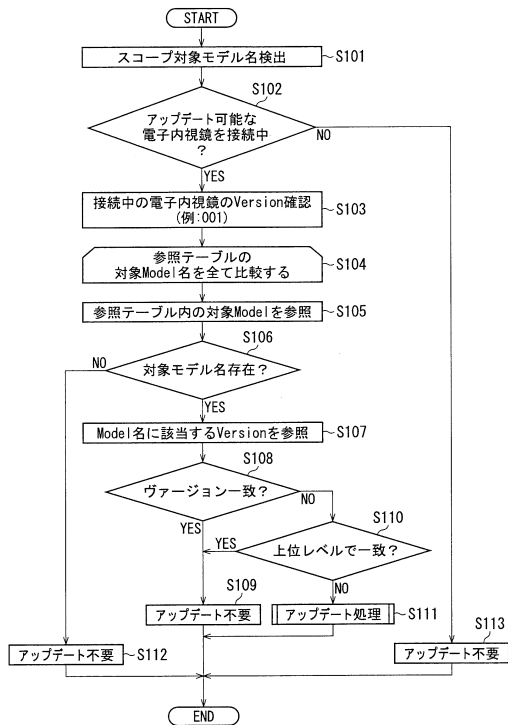 START
スコープ対象モデル名検出
S101
S102
アップデート可能な
電子内視鏡を接続中
?
NO
YES
接続中の電子内視鏡のVersion確認
(例:001)
S103
参照テーブルの
対象Model名を全て比較する
S104
参照テーブル内の対象Modelを参照
S105
S106
NO
対象モデル名存在?
YES
Model名に該当するVersionを参照
S107
S108
ヴァージョン一致?
NO
YES
S110
YES
上位レベルで一致?
NO
S109
アップデート不要
アップデート処理
S111
S113
アップデート不要
S112
アップデート不要
END